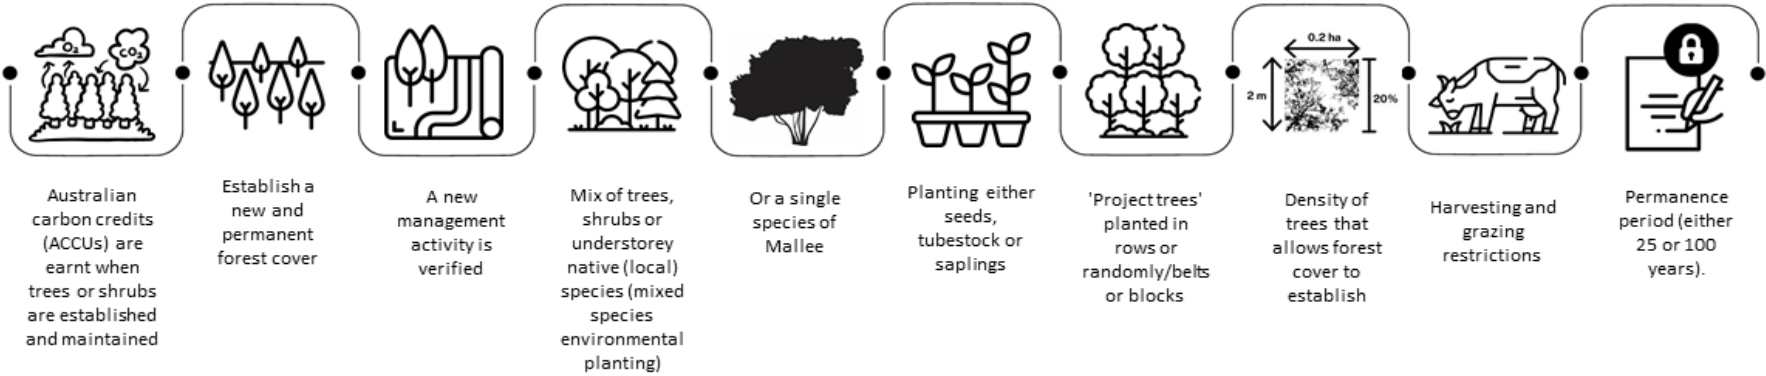 O₂
CO₂
Australian
carbon credits
(ACCUs) are
earnt when
trees or shrubs
are established
and maintained
Establish a
new and
permanent
forest cover
A new
management
activity is
verified
Mix of trees,
shrubs or
understorey
native (local)
species (mixed
species
environmental
planting)
Or a single
species of
Mallee
Planting either
seeds,
tubestock or
saplings
'Project trees'
planted in
rows or
randomly/belts
or blocks
0.2 ha
2 m
20%
Density of
trees that
allows forest
cover to
establish
Harvesting and
grazing
restrictions
Permanence
period (either
25 or 100
years).